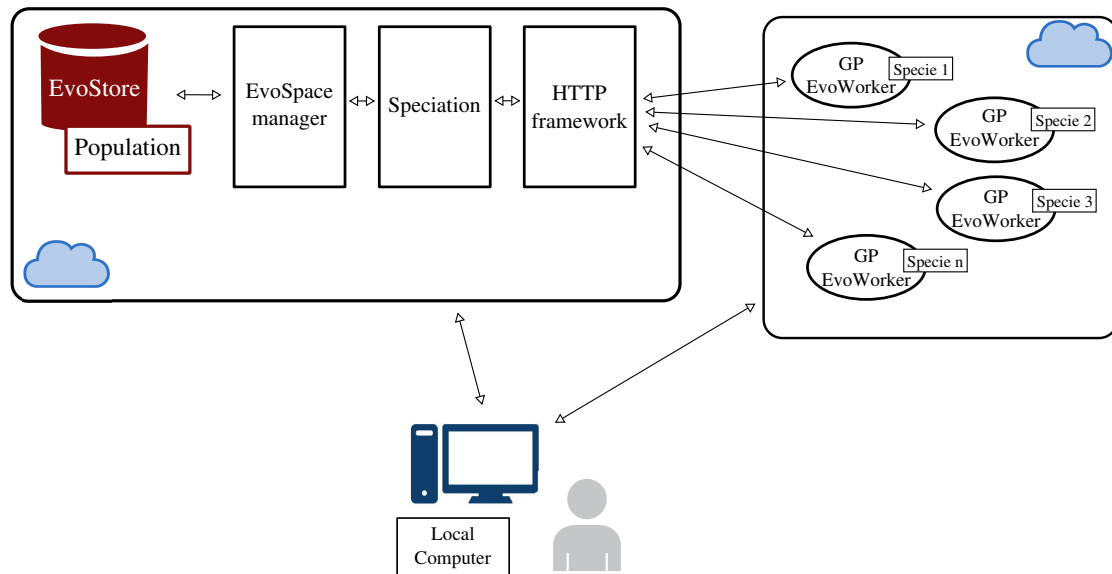 EvoStore
Population
EvoSpace
manager
Speciation
HTTP
framework
GP
EvoWorker
Specie 1
GP
EvoWorker
Specie 2
GP
EvoWorker
Specie 3
GP
EvoWorker
Specie n
Local
Computer